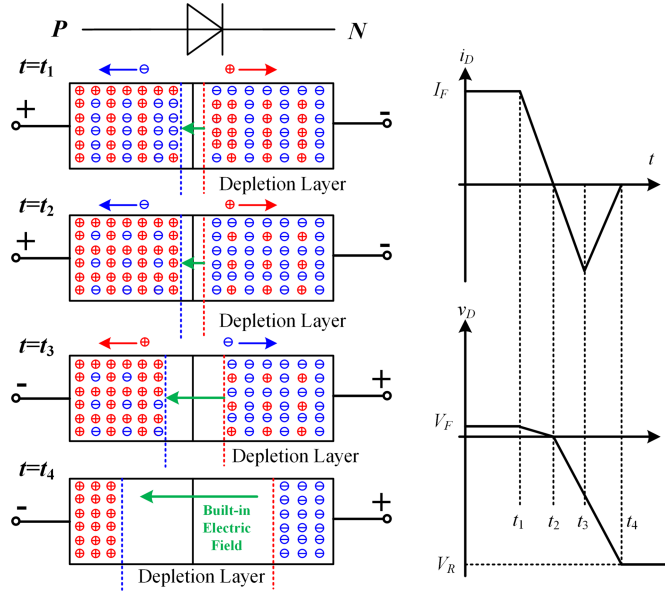 P N
t=t1
+ -
Depletion Layer
t=t2
+ -
Depletion Layer
t=t3
- +
Depletion Layer
t=t4
- +
Built-in
Electric
Field
Depletion Layer
iD
IF
t
vD
VF
t1 t2 t3 t4
VR